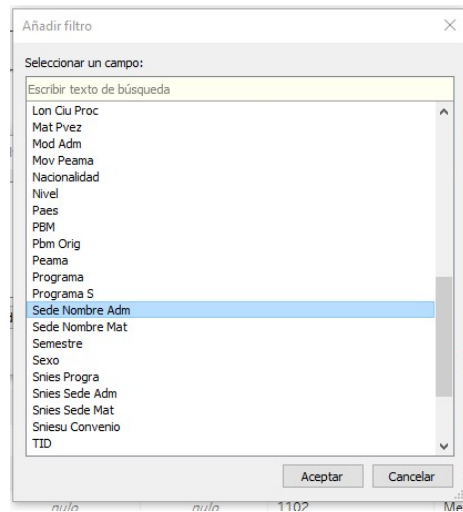 Añadir filtro
Seleccionar un campo:
Escribir texto de búsqueda
Lon Ciu Proc
Mat Pvez
Mod Adm
Mov Peama
Nacionalidad
Nivel
Paes
PBM
Pbm Orig
Peama
Programa
Programa S
Sede Nombre Adm
Sede Nombre Mat
Semestre
Sexo
Snies Progra
Snies Sede Adm
Snies Sede Mat
Sniesu Convenio
TID
Aceptar Cancelar
nulo nulo 1102 Me